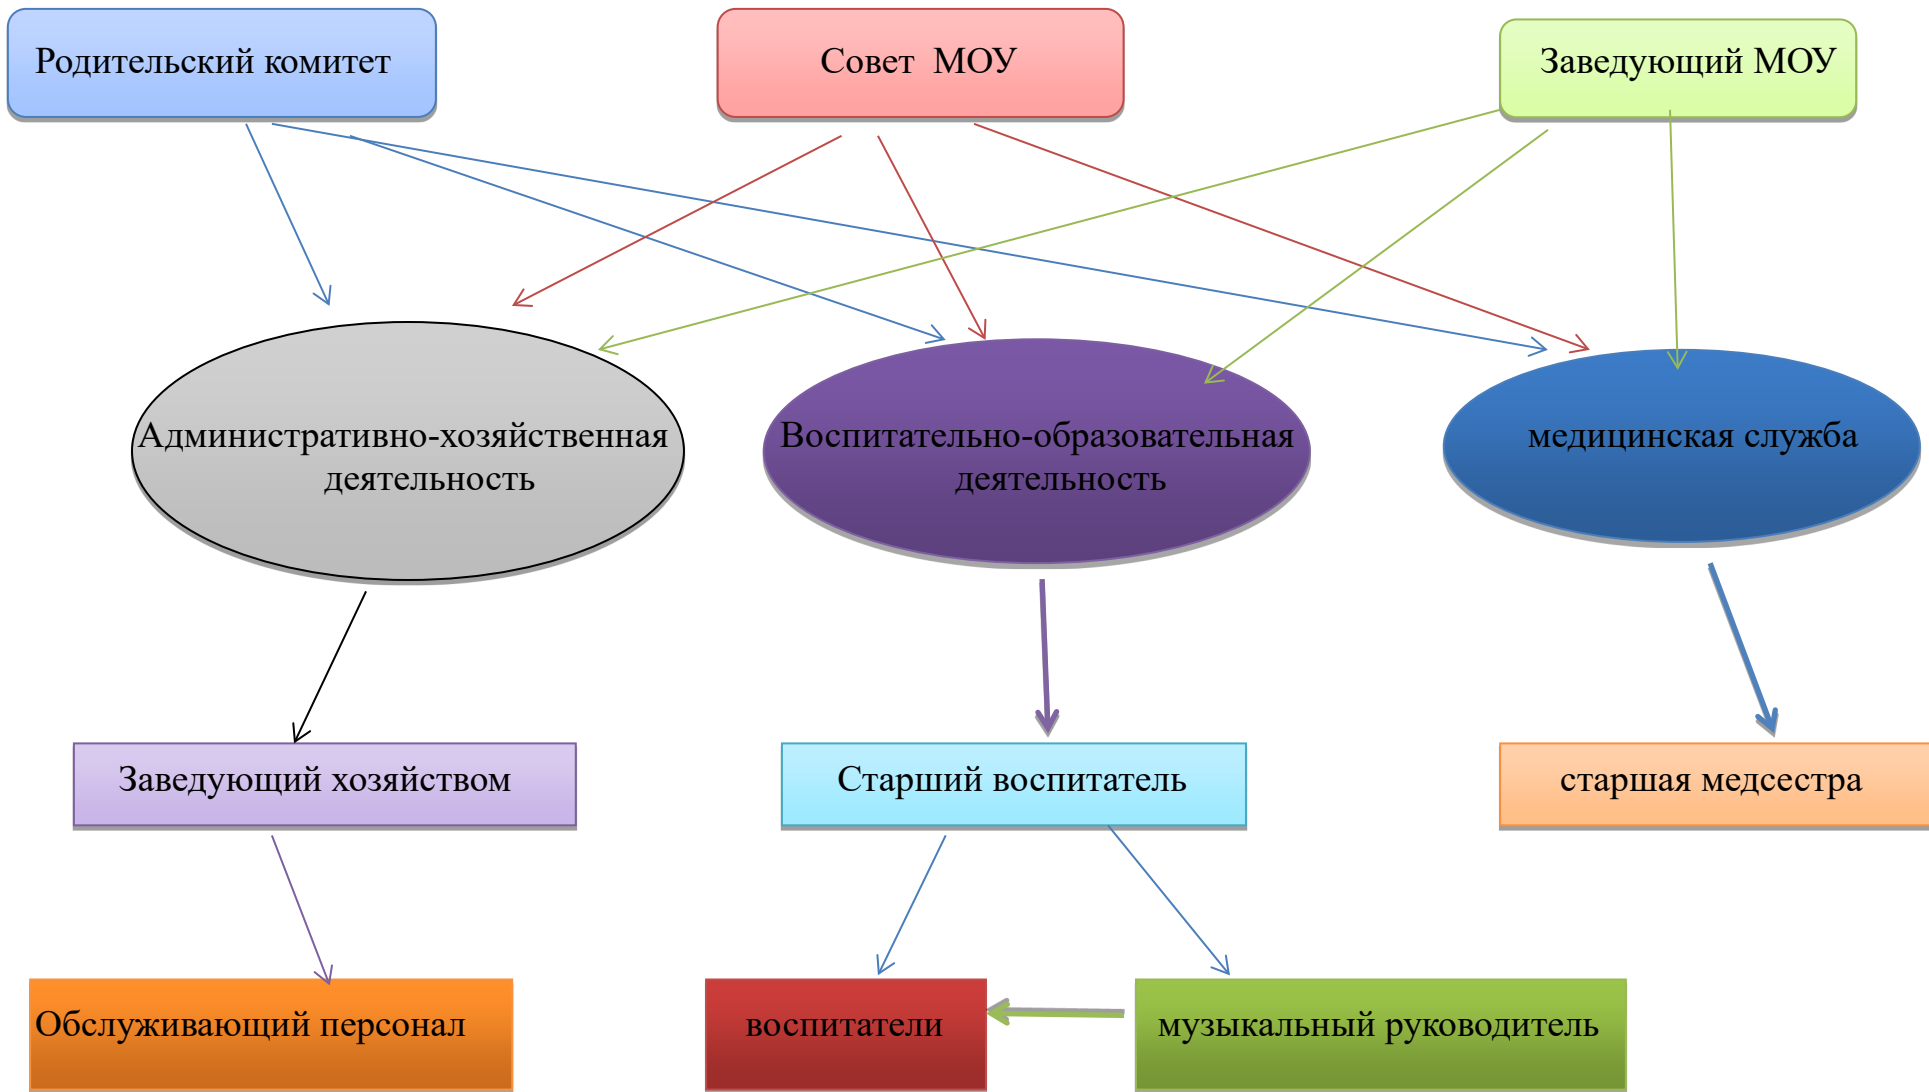 Родительский комитет
Совет МОУ
Заведующий МОУ
Административно-хозяйственная
деятельность
Воспитательно-образовательная
деятельность
медицинская служба
Заведующий хозяйством
Старший воспитатель
старшая медсестра
Обслуживающий персонал
воспитатели
музыкальный руководитель